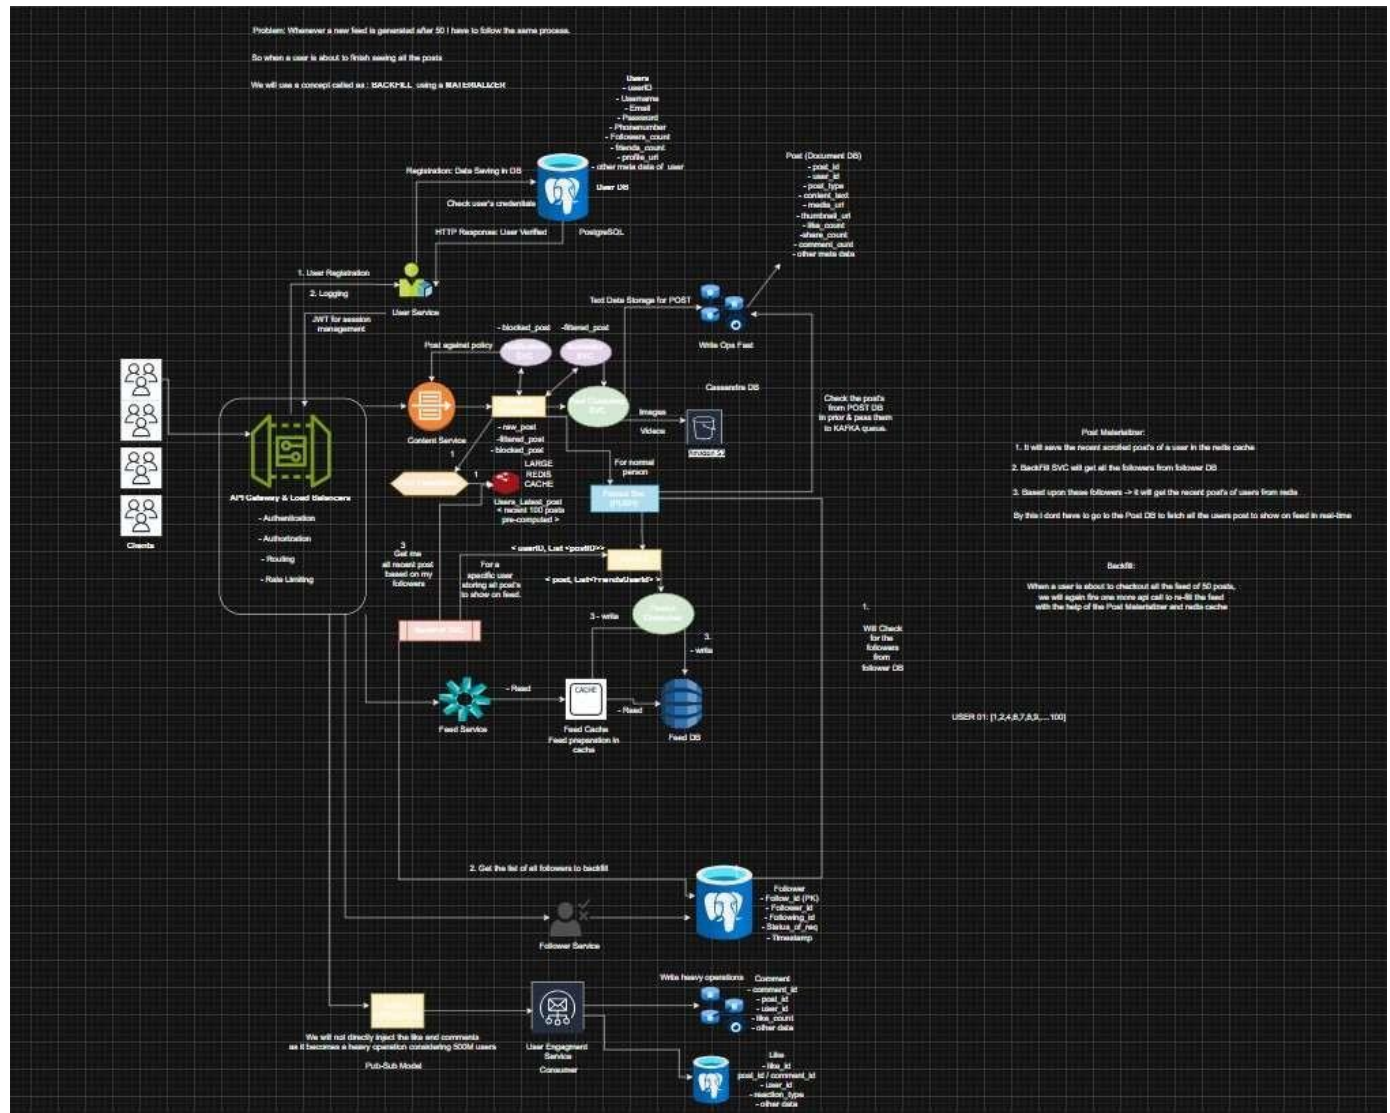 Problem: Whenever a new feed is generated after 50 I have to follow the same process.
So when a user is about to finish seeing all the posts
We will use a concept called as : BACKFILL using a MATERIALIZER
Users
- userID
- Username
- Email
- Password
- Phonenumber
- Followers_count
- friends_count
- profile_url
- other meta data of user
User DB
Registration: Data Saving in DB
Check user's credentials
HTTP Response: User Verified
PostgreSQL
Post (Document DB)
- post_id
- user_id
- post_type
- content_text
- media_url
- thumbnail_url
- like_count
-share_count
- comment_ount
- other meta data
1. User Registration
2. Logging
User Service
JWT for session
management
Text Data Storage for POST
Write Ops Fast
Cassandra DB
- blocked_post
-filtered_post
Post against policy
Content Service
- new_post
-filtered_post
- blocked_post
SVC
Images
Videos
Amazon S3
Check the post's
from POST DB
in prior & pass them
to KAFKA queue.
1
1
LARGE
REDIS
CACHE
Users_Latest_post
< recent 100 posts
pre-computed >
For normal
person
API Gateway & Load Balancers
- Authentication
- Authorization
- Routing
- Rate Limiting
Clients
Post Materializer:
1. It will save the recent scrolled post's of a user in the redis cache
2. BackFill SVC will get all the followers from follower DB
3. Based upon these followers -> it will get the recent post's of users from redis
By this I dont have to go to the Post DB to fetch all the users post to show on feed in real-time
Backfill:
When a user is about to checkout all the feed of 50 posts,
we will again fire one more api call to re-fill the feed
with the help of the Post Materializer and redis cache
3
Get me
all recent post
based on my
followers
< userID, List <postID>>
For a
specific user
storing all post's
to show on feed.
< post, List<FriendsUserId> >
3 - write
3.
- write
1.
Will Check
for the
followers
from
follower DB
Feed Service
- Read
CACHE
Feed Cache
Feed preparation in
cache
- Read
Feed DB
USER 01: [1,2,4,6,7,8,9,....100]
2. Get the list of all followers to backfill
Follower
- Follow_id (PK)
- Follower_id
- Following_id
- Status_of_req
- Timestamp
Follower Service
Write heavy operations
Comment
- comment_id
- post_id
- user_id
- like_count
- other data
We will not directly inject the like and comments
as it becomes a heavy operation considering 500M users
Pub-Sub Model
User Engagment
Service
Consumer
Like
- like_id
post_id / comment_id
- user_id
- reaction_type
- other data